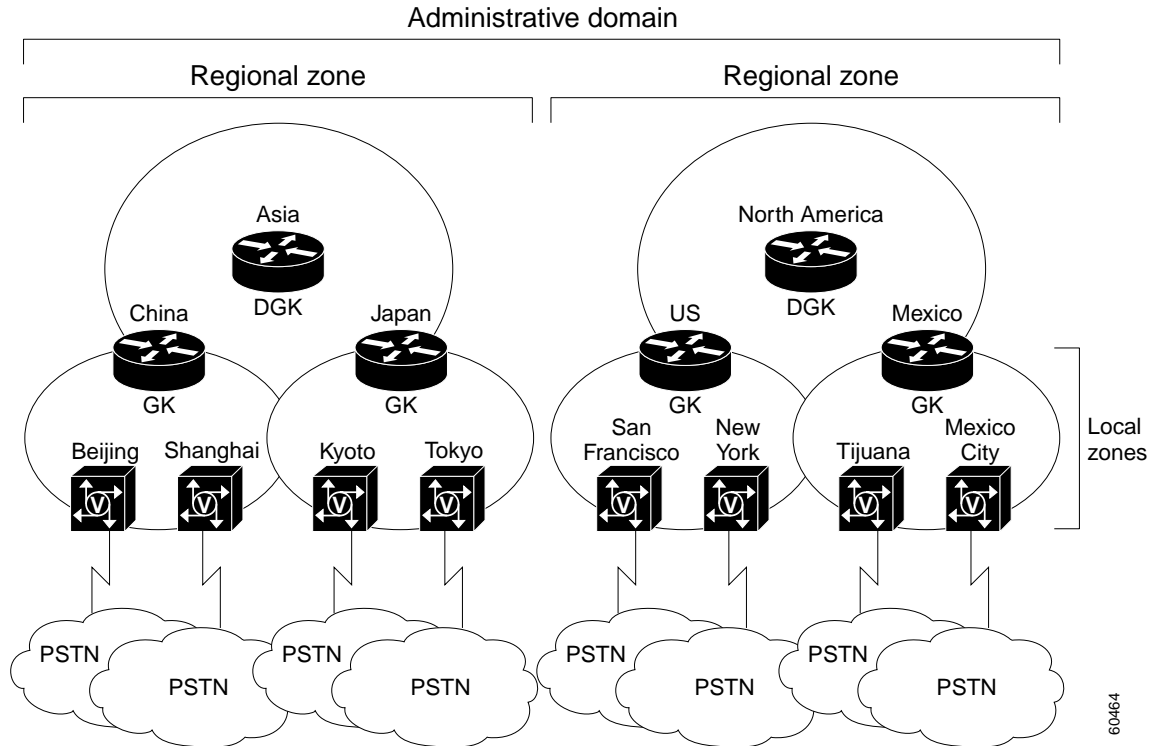 Administrative domain
Regional zone
Regional zone
Asia
DGK
North America
DGK
China
GK
Japan
GK
US
GK
Mexico
GK
Beijing
Shanghai
Kyoto
Tokyo
San
Francisco
New
York
Tijuana
Mexico
City
Local
zones
V
V
V
V
V
V
V
V
PSTN
PSTN
PSTN
PSTN
PSTN
PSTN
PSTN
PSTN
60464